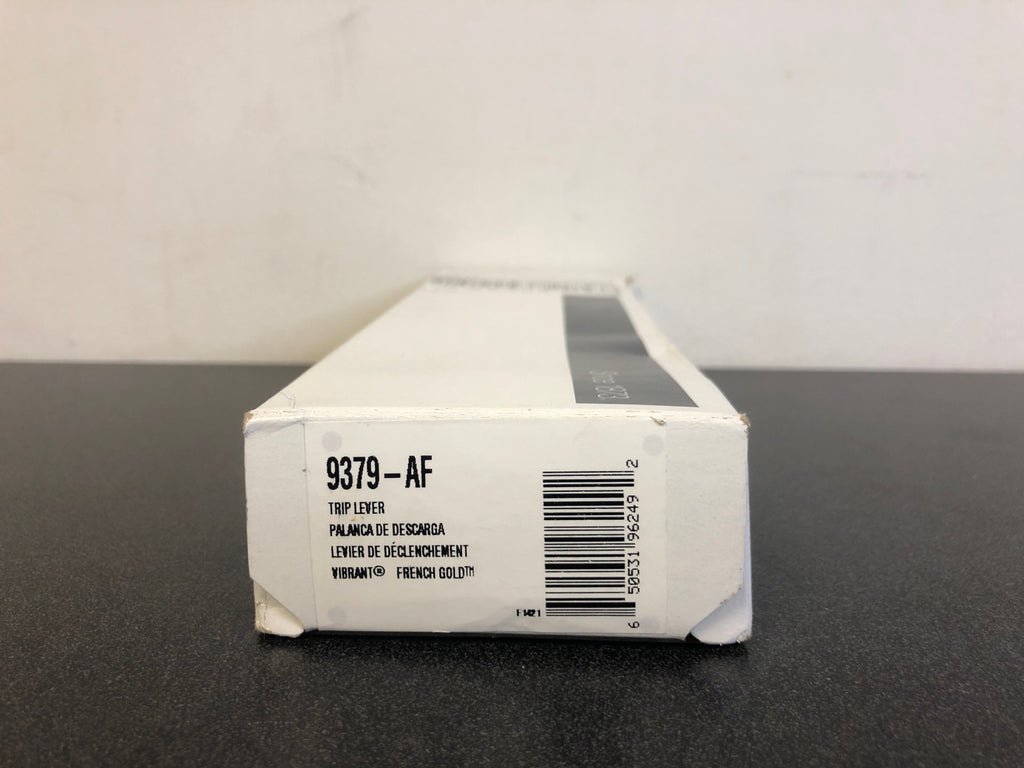 9379-AF
TRIP LEVER
PALANCA DE DESCARGA
LEVIER DE DÉCLENCHEMENT
VIBRANT® FRENCH GOLD™
F1421
6 50531 96249 2